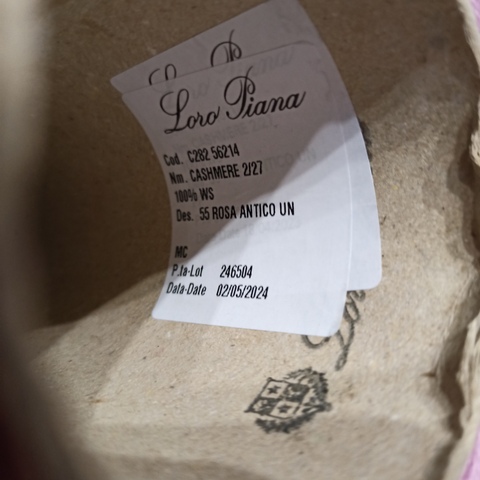 Loro Piana
Cod. C282 56214
Nm. CASHMERE 2/27
100% WS
Des. 55 ROSA ANTICO UN
MC
P.ta-Lot 246504
Data-Date 02/05/2024